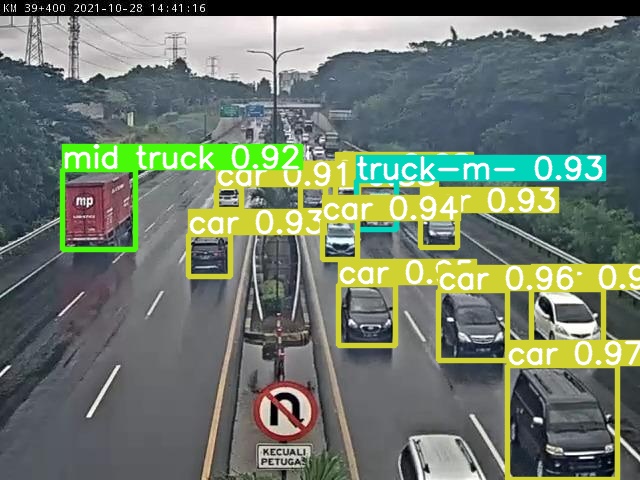 KM 39+400 2021-10-28 14:41:16
mid truck 0.92
car 0.91
truck-m- 0.93
car 0.93
car 0.94
r 0.93
car
car 0.96
car 0.97
mp
KECUALI
PETUGAS